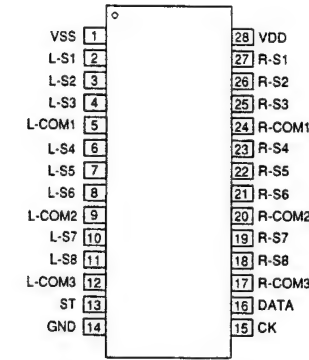 VSS 1 28 VDD
L-S1 2 27 R-S1
L-S2 3 26 R-S2
L-S3 4 25 R-S3
L-COM1 5 24 R-COM1
L-S4 6 23 R-S4
L-S5 7 22 R-S5
L-S6 8 21 R-S6
L-COM2 9 20 R-COM2
L-S7 10 19 R-S7
L-S8 11 18 R-S8
L-COM3 12 17 R-COM3
ST 13 16 DATA
GND 14 15 CK